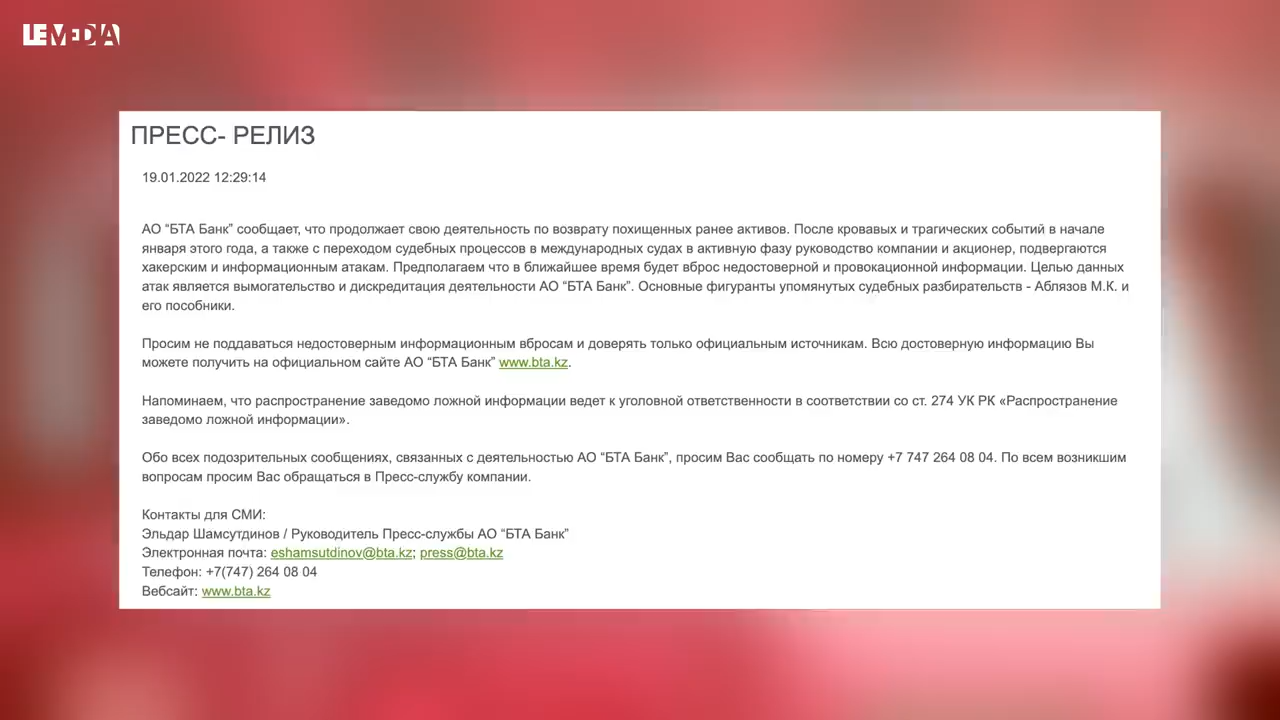 LEMEDIA
ПРЕСС- РЕЛИЗ
19.01.2022 12:29:14
АО “БТА Банк” сообщает, что продолжает свою деятельность по возврату похищенных ранее активов. После кровавых и трагических событий в начале
января этого года, а также с переходом судебных процессов в международных судах в активную фазу руководство компании и акционер, подвергаются
хакерским и информационным атакам. Предполагаем что в ближайшее время будет вброс недостоверной и провокационной информации. Целью данных
атак является вымогательство и дискредитация деятельности АО “БТА Банк”. Основные фигуранты упомянутых судебных разбирательств - Аблязов М.К. и
его пособники.
Просим не поддаваться недостоверным информационным вбросам и доверять только официальным источникам. Всю достоверную информацию Вы
можете получить на официальном сайте АО “БТА Банк” www.bta.kz.
Напоминаем, что распространение заведомо ложной информации ведет к уголовной ответственности в соответствии со ст. 274 УК РК «Распространение
заведомо ложной информации».
Обо всех подозрительных сообщениях, связанных с деятельностью АО “БТА Банк”, просим Вас сообщать по номеру +7 747 264 08 04. По всем возникшим
вопросам просим Вас обращаться в Пресс-службу компании.
Контакты для СМИ:
Эльдар Шамсутдинов / Руководитель Пресс-службы АО “БТА Банк”
Электронная почта: eshamsutdinov@bta.kz; press@bta.kz
Телефон: +7(747) 264 08 04
Вебсайт: www.bta.kz